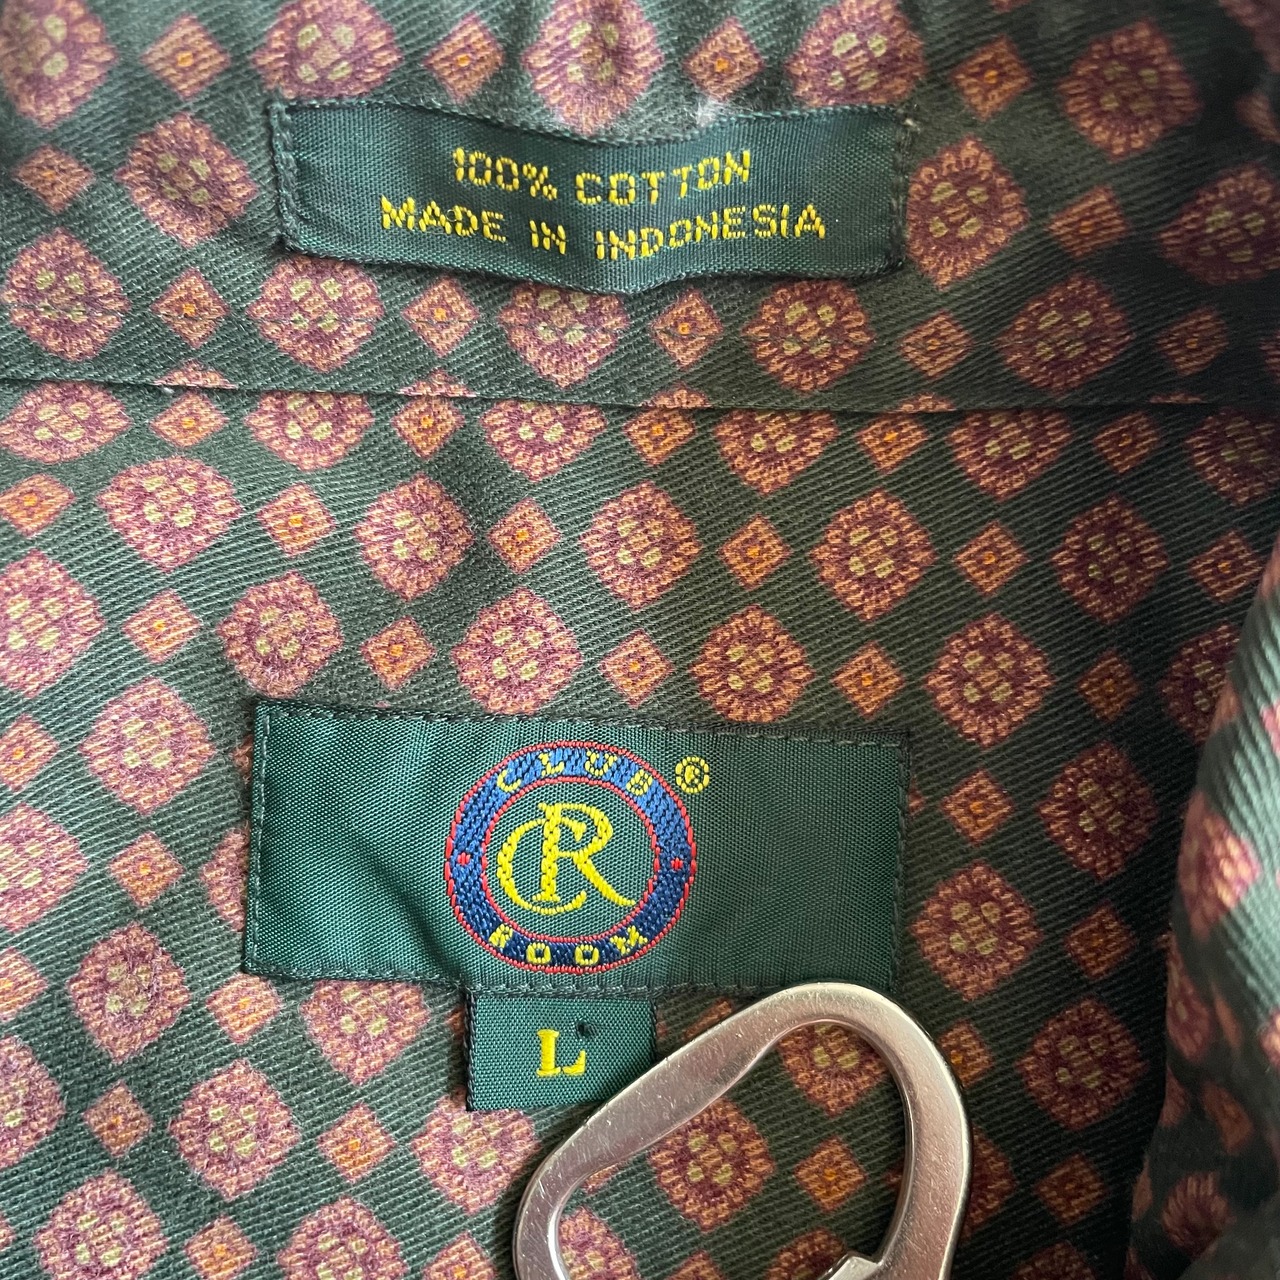 100% COTTON
MADE IN INDONESIA
CLUB ®
CR
ROOM
L